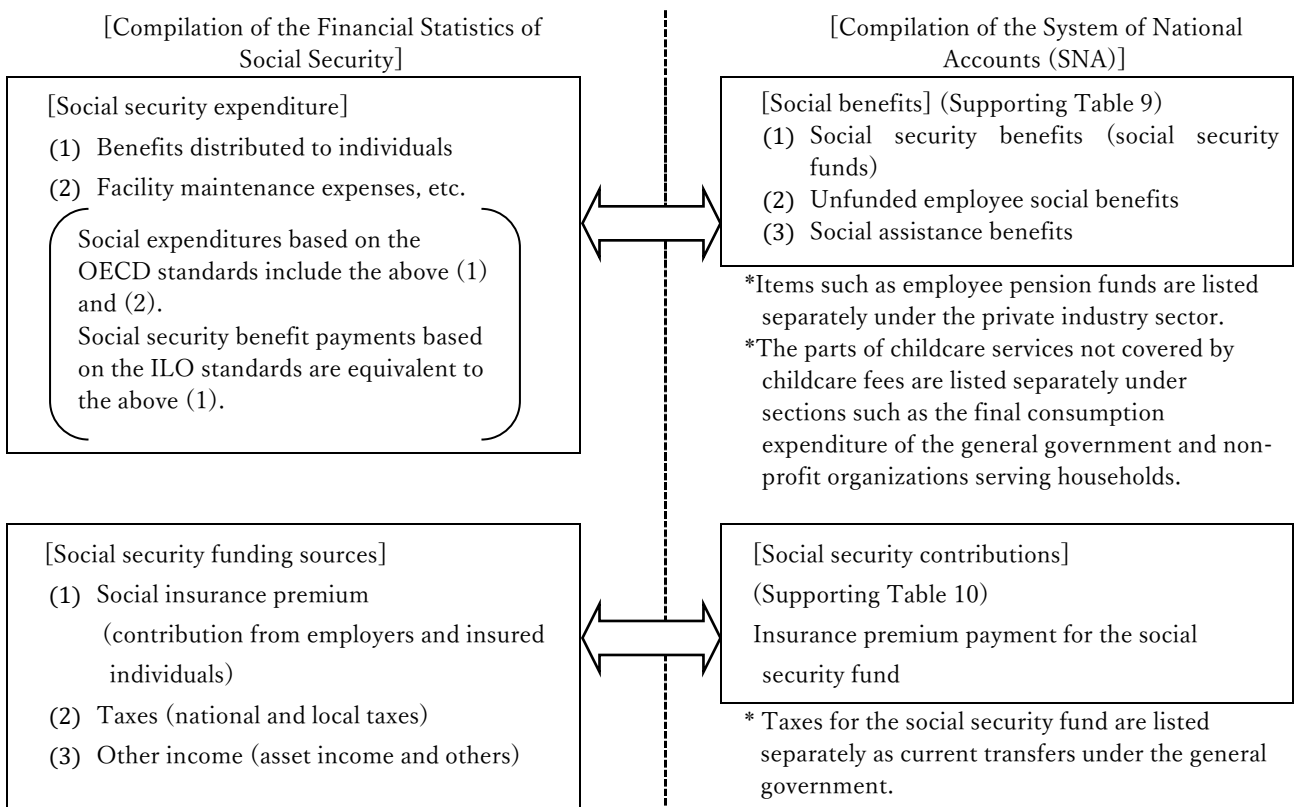 [Compilation of the Financial Statistics of
Social Security]
[Social security expenditure]
(1) Benefits distributed to individuals
(2) Facility maintenance expenses, etc.
Social expenditures based on the
OECD standards include the above (1)
and (2).
Social security benefit payments based
on the ILO standards are equivalent to
the above (1).
[Compilation of the System of National
Accounts (SNA)]
[Social benefits] (Supporting Table 9)
(1) Social security benefits (social security
funds)
(2) Unfunded employee social benefits
(3) Social assistance benefits
*Items such as employee pension funds are listed
separately under the private industry sector.
*The parts of childcare services not covered by
childcare fees are listed separately under
sections such as the final consumption
expenditure of the general government and non-
profit organizations serving households.
[Social security funding sources]
(1) Social insurance premium
(contribution from employers and insured
individuals)
(2) Taxes (national and local taxes)
(3) Other income (asset income and others)
[Social security contributions]
(Supporting Table 10)
Insurance premium payment for the social
security fund
* Taxes for the social security fund are listed
separately as current transfers under the general
government.